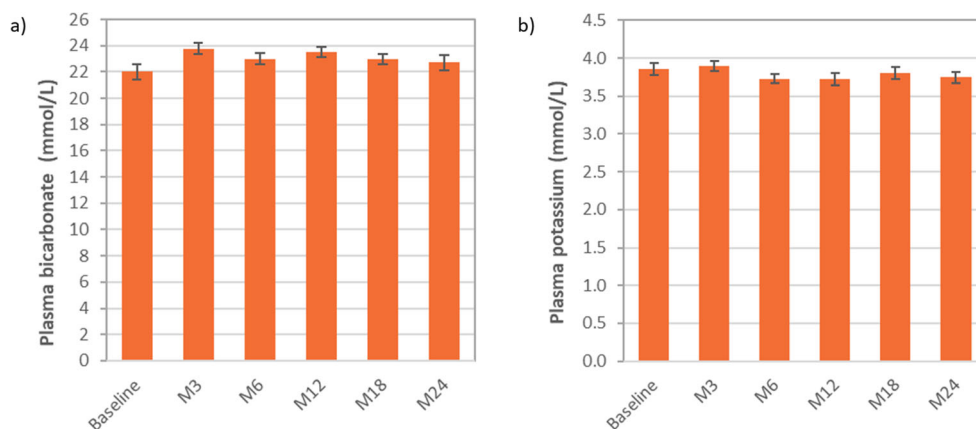 a)
Plasma bicarbonate (mmol/L)
26
24
22
20
18
16
14
12
10
8
6
4
2
0
Baseline
M3
M6
M12
M18
M24
b)
Plasma potassium (mmol/L)
4.5
4.0
3.5
3.0
2.5
2.0
1.5
1.0
0.5
0.0
Baseline
M3
M6
M12
M18
M24